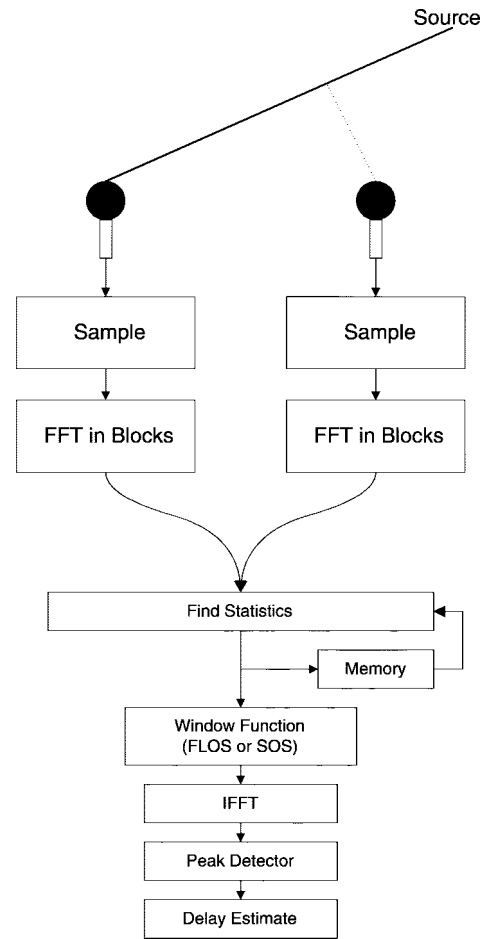 Source
Sample
Sample
FFT in Blocks
FFT in Blocks
Find Statistics
Memory
Window Function
(FLOS or SOS)
IFFT
Peak Detector
Delay Estimate